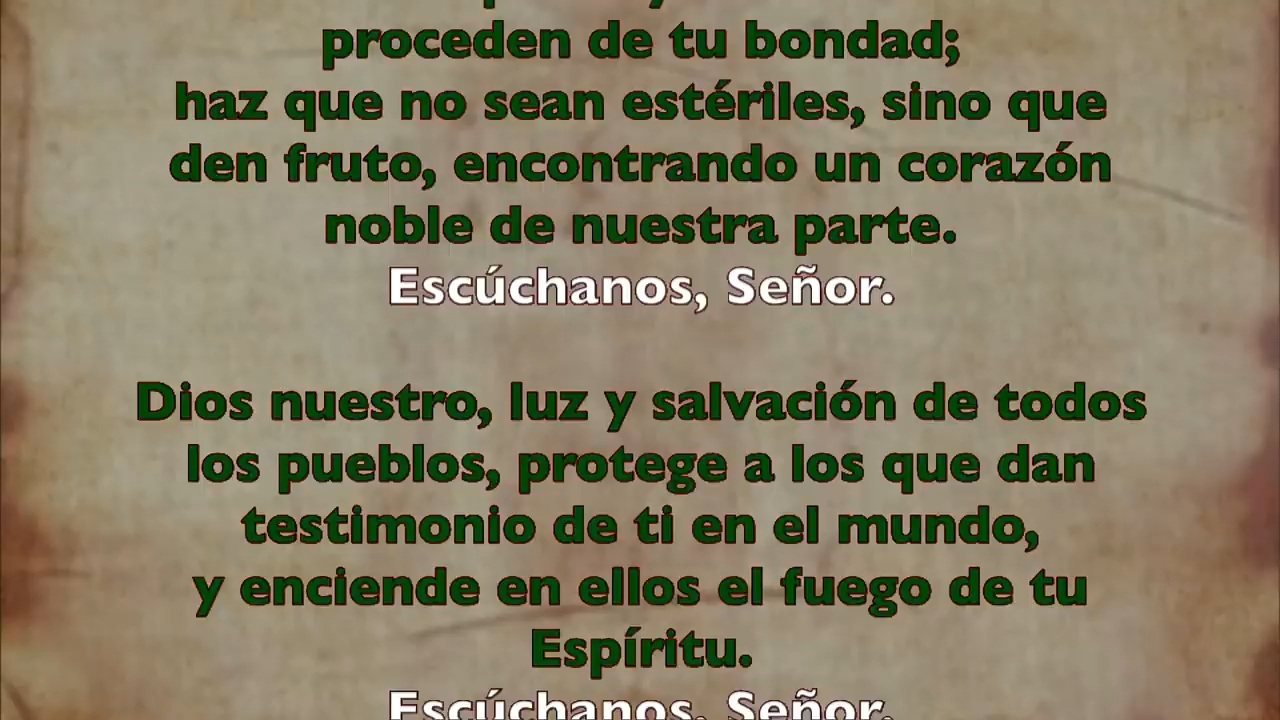 proceden de tu bondad;
haz que no sean estériles, sino que
den fruto, encontrando un corazón
noble de nuestra parte.
Escúchanos, Señor.
Dios nuestro, luz y salvación de todos
los pueblos, protege a los que dan
testimonio de ti en el mundo,
y enciende en ellos el fuego de tu
Espíritu.
Escúchanos, Señor.